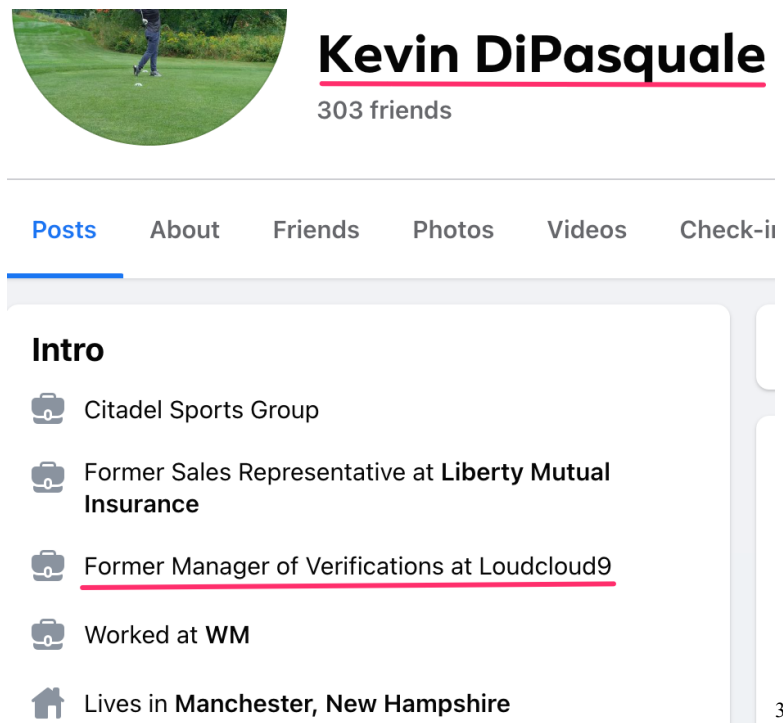 Kevin DiPasquale
303 friends
Posts About Friends Photos Videos
Intro
Citadel Sports Group
Former Sales Representative at Liberty Mutual
Insurance
Former Manager of Verifications at Loudcloud9
Worked at WM
Lives in Manchester, New Hampshire
3